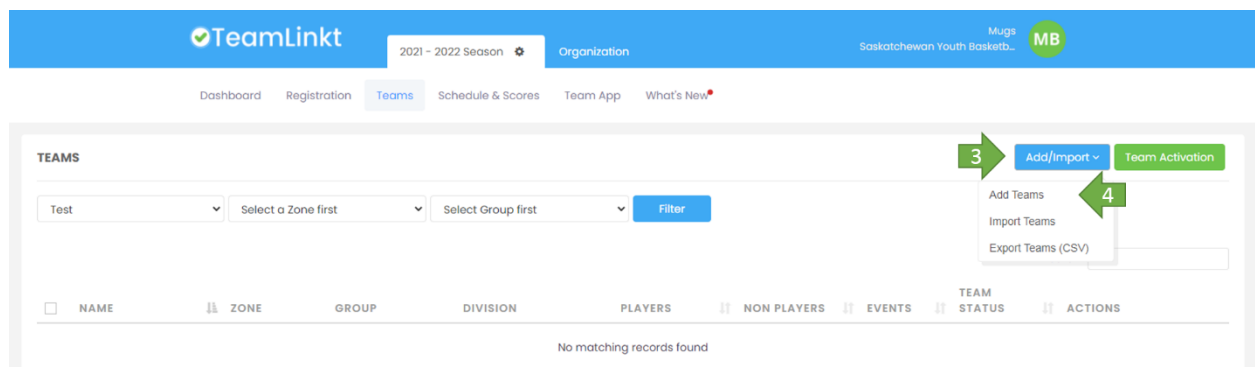 TeamLinkt
2021 - 2022 Season
Organization
Mugs
Saskatchewan Youth Basketb...
MB
Dashboard
Registration
Teams
Schedule & Scores
Team App
What's New
TEAMS
3
Add/Import
Team Activation
Add Teams
4
Import Teams
Export Teams (CSV)
Test
Select a Zone first
Select Group first
Filter
NAME
ZONE
GROUP
DIVISION
PLAYERS
NON PLAYERS
EVENTS
TEAM
STATUS
ACTIONS
No matching records found